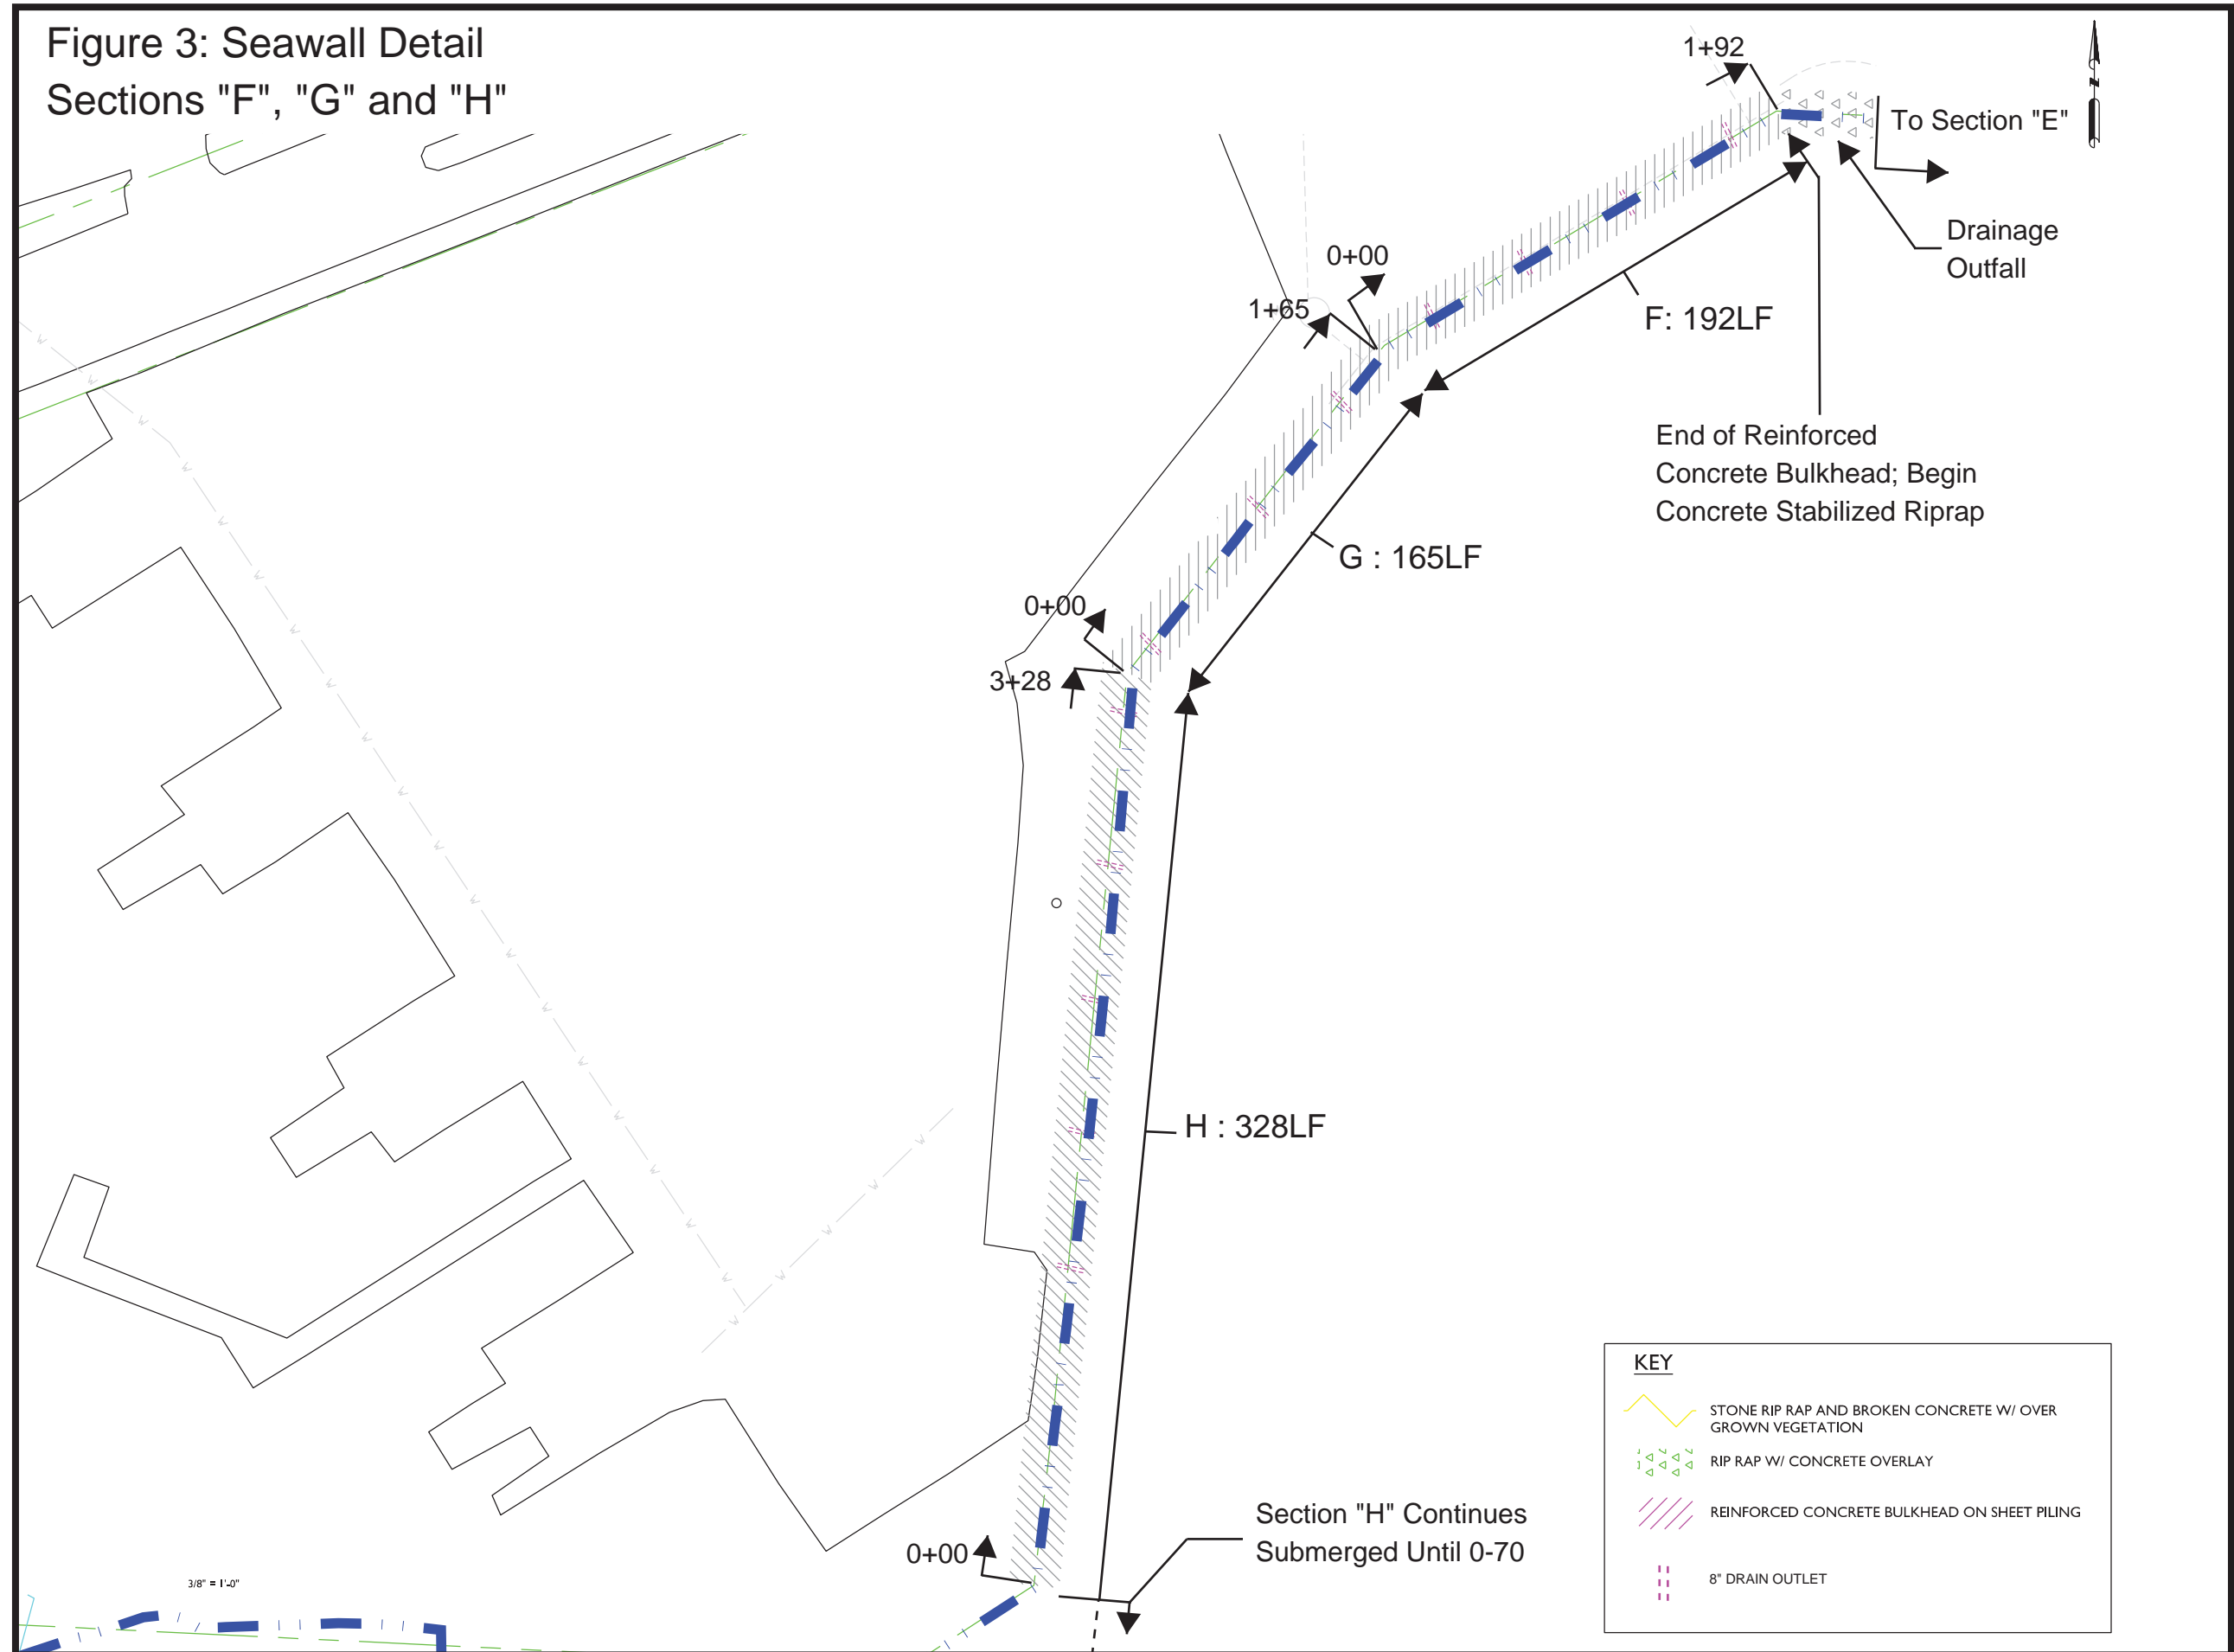 Figure 3: Seawall Detail
Sections "F", "G" and "H"
1+92
To Section "E"
Drainage
Outfall
0+00
1+65
F: 192LF
End of Reinforced
Concrete Bulkhead; Begin
Concrete Stabilized Riprap
G : 165LF
0+00
3+28
H : 328LF
Section "H" Continues
Submerged Until 0-70
0+00
3/8" = 1'-0"
KEY
STONE RIP RAP AND BROKEN CONCRETE W/ OVER
GROWN VEGETATION
RIP RAP W/ CONCRETE OVERLAY
REINFORCED CONCRETE BULKHEAD ON SHEET PILING
8" DRAIN OUTLET